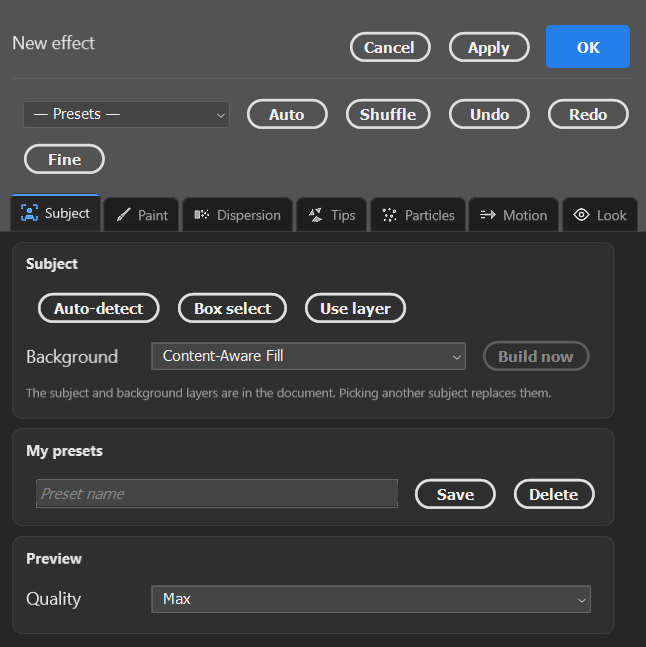 New effect
Cancel Apply OK
— Presets — Auto Shuffle Undo Redo
Fine
Subject Paint Dispersion Tips Particles Motion Look
Subject
Auto-detect Box select Use layer
Background Content-Aware Fill Build now
The subject and background layers are in the document. Picking another subject replaces them.
My presets
Preset name Save Delete
Preview
Quality Max